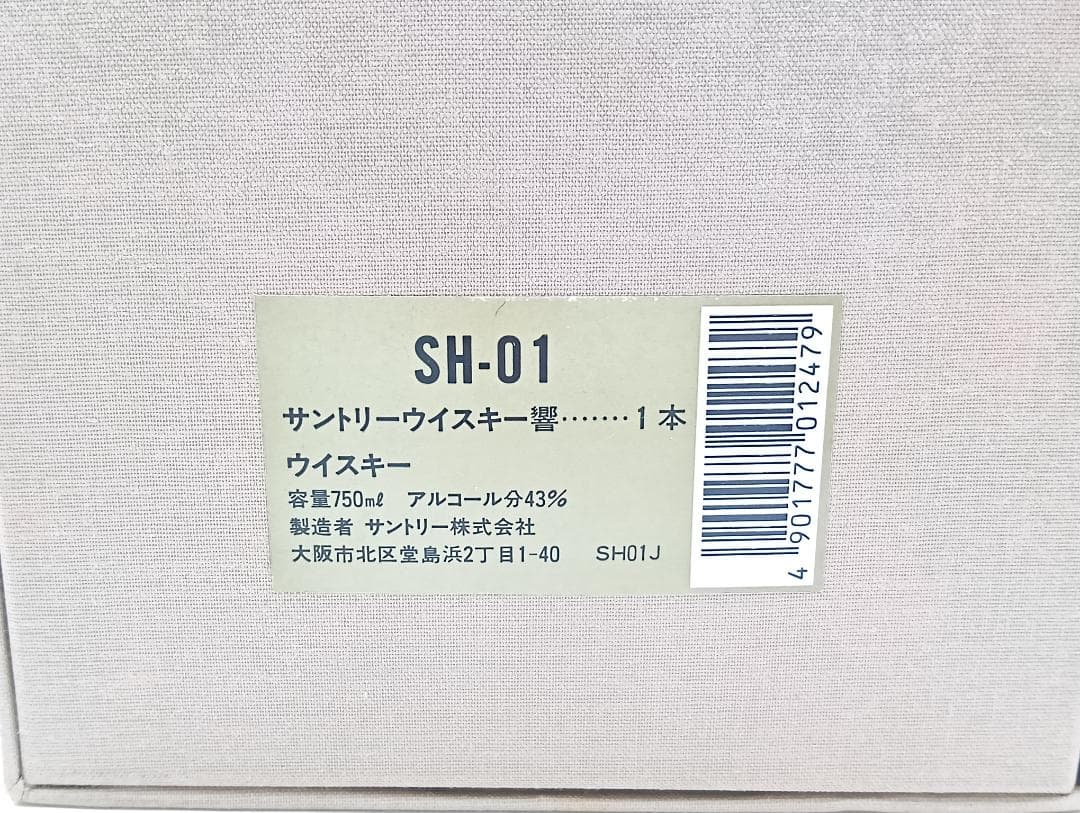 SH-01
サントリーウイスキー響·······1本
ウイスキー
容量750mℓ アルコール分43%
製造者 サントリー株式会社
大阪市北区堂島浜2丁目1-40 SH01J
4 901777 012479